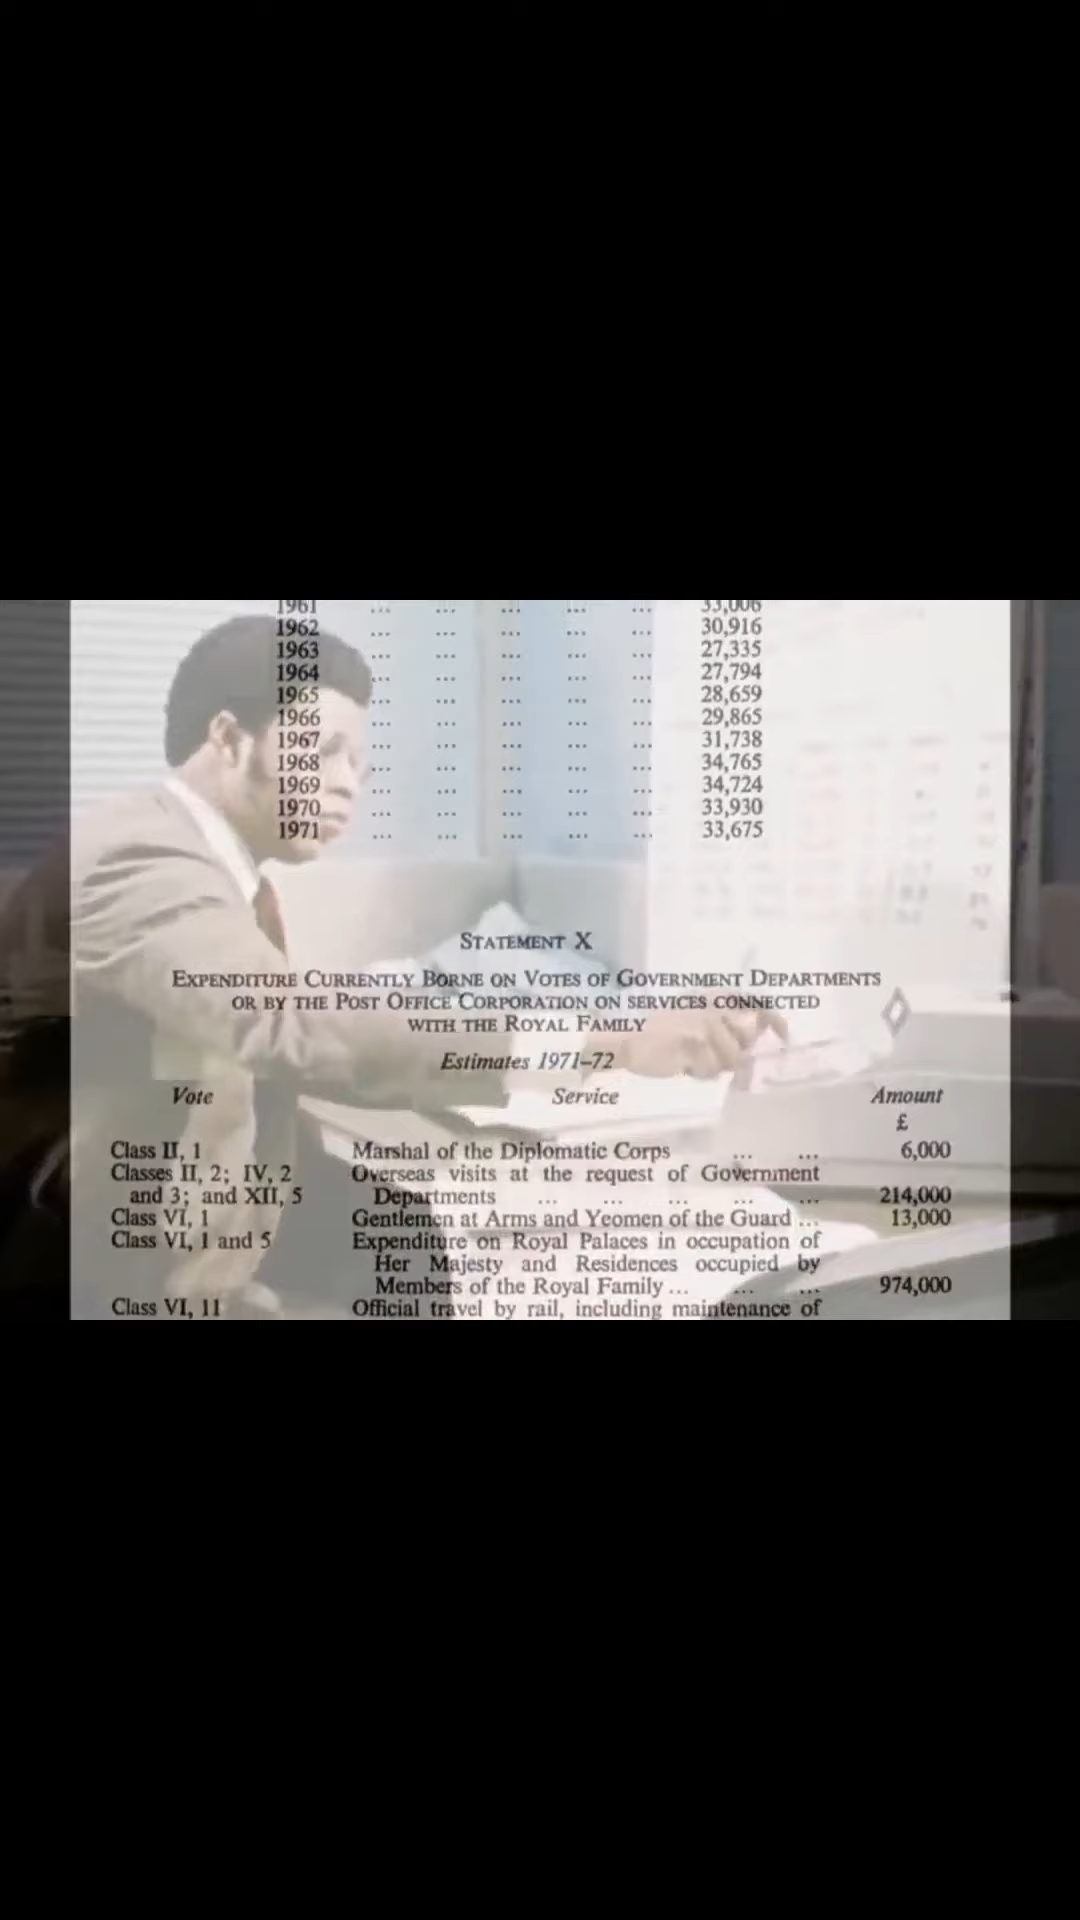 1961 ... ... ... ... ... 33,006
1962 ... ... ... ... ... 30,916
1963 ... ... ... ... ... 27,335
1964 ... ... ... ... ... 27,794
1965 ... ... ... ... ... 28,659
1966 ... ... ... ... ... 29,865
1967 ... ... ... ... ... 31,738
1968 ... ... ... ... ... 34,765
1969 ... ... ... ... ... 34,724
1970 ... ... ... ... ... 33,930
1971 ... ... ... ... ... 33,675
STATEMENT X
EXPENDITURE CURRENTLY BORNE ON VOTES OF GOVERNMENT DEPARTMENTS
OR BY THE POST OFFICE CORPORATION ON SERVICES CONNECTED
WITH THE ROYAL FAMILY
Estimates 1971–72
Vote Service Amount
£
Class II, 1 Marshal of the Diplomatic Corps ... ... 6,000
Classes II, 2; IV, 2 Overseas visits at the request of Government
and 3; and XII, 5 Departments ... ... ... ... ... 214,000
Class VI, 1 Gentlemen at Arms and Yeomen of the Guard ... 13,000
Class VI, 1 and 5 Expenditure on Royal Palaces in occupation of
Her Majesty and Residences occupied by
Members of the Royal Family ... ... ... 974,000
Class VI, 11 Official travel by rail, including maintenance of